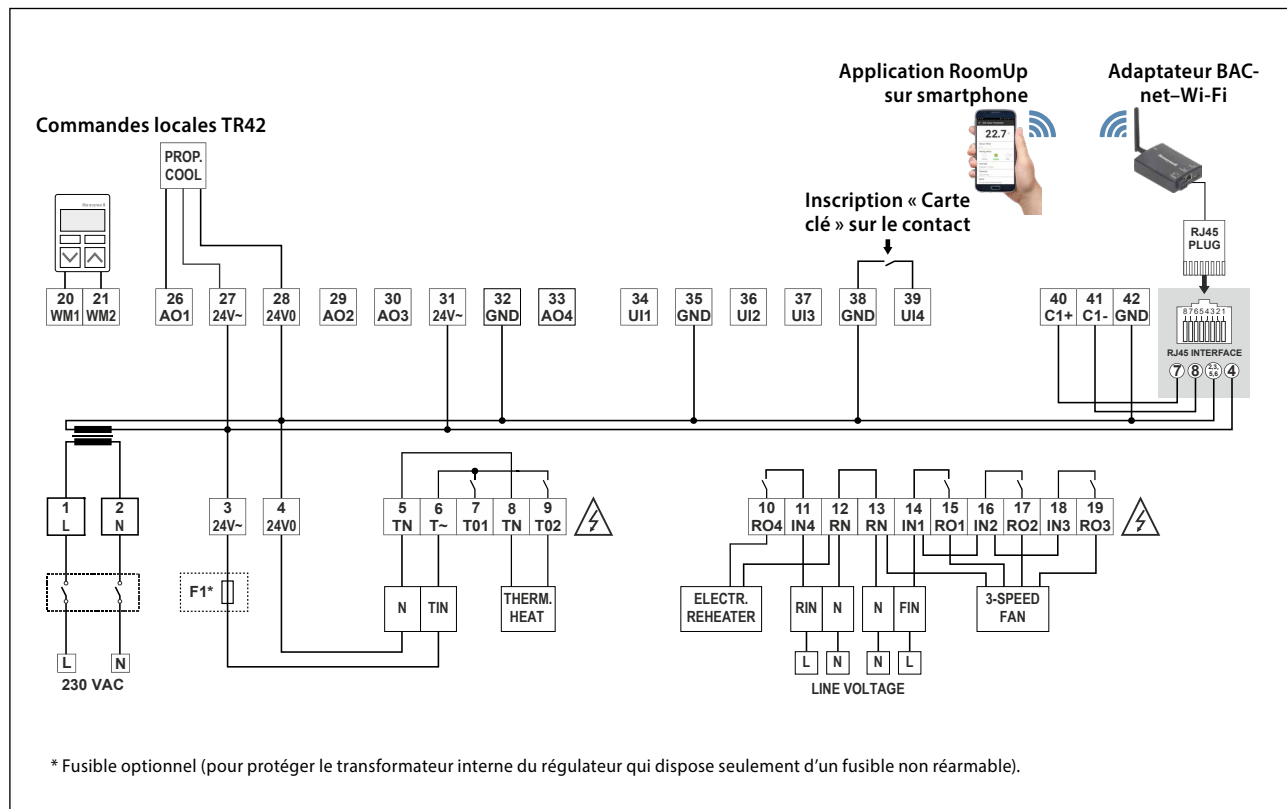 Application RoomUp
sur smartphone
Adaptateur BAC-
net–Wi-Fi
Commandes locales TR42
PROP.
COOL
22.7
Inscription « Carte
clé » sur le contact
RJ45
PLUG
20 21 26 27 28 29 30 31 32 33 34 35 36 37 38 39 40 41 42
WM1 WM2 AO1 24V~ 24V0 AO2 AO3 24V~ GND AO4 UI1 GND UI2 UI3 GND UI4 C1+ C1- GND
87654321
RJ45 INTERFACE
7 8 2,3, 5,6 4
1 2 3 4 5 6 7 8 9 10 11 12 13 14 15 16 17 18 19
L N 24V~ 24V0 TN T~ T01 TN T02 RO4 IN4 RN RN IN1 RO1 IN2 RO2 IN3 RO3
F1*
N TIN
THERM.
HEAT
ELECTR.
REHEATER
RIN N N FIN
3-SPEED
FAN
L N
230 VAC
L N N L
LINE VOLTAGE
* Fusible optionnel (pour protéger le transformateur interne du régulateur qui dispose seulement d’un fusible non réarmable).